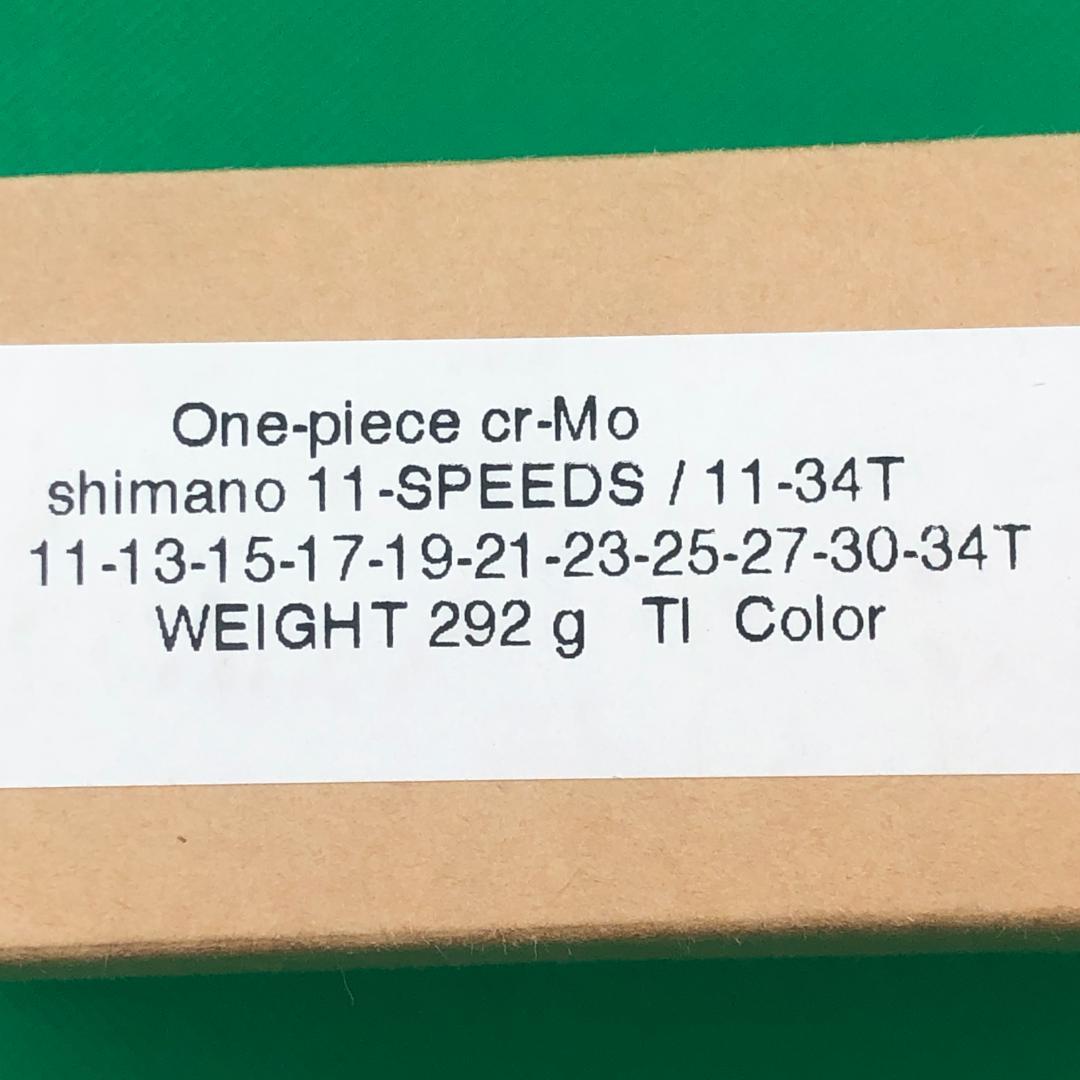 One-piece cr-Mo
shimano 11-SPEEDS / 11-34T
11-13-15-17-19-21-23-25-27-30-34T
WEIGHT 292 g TI Color